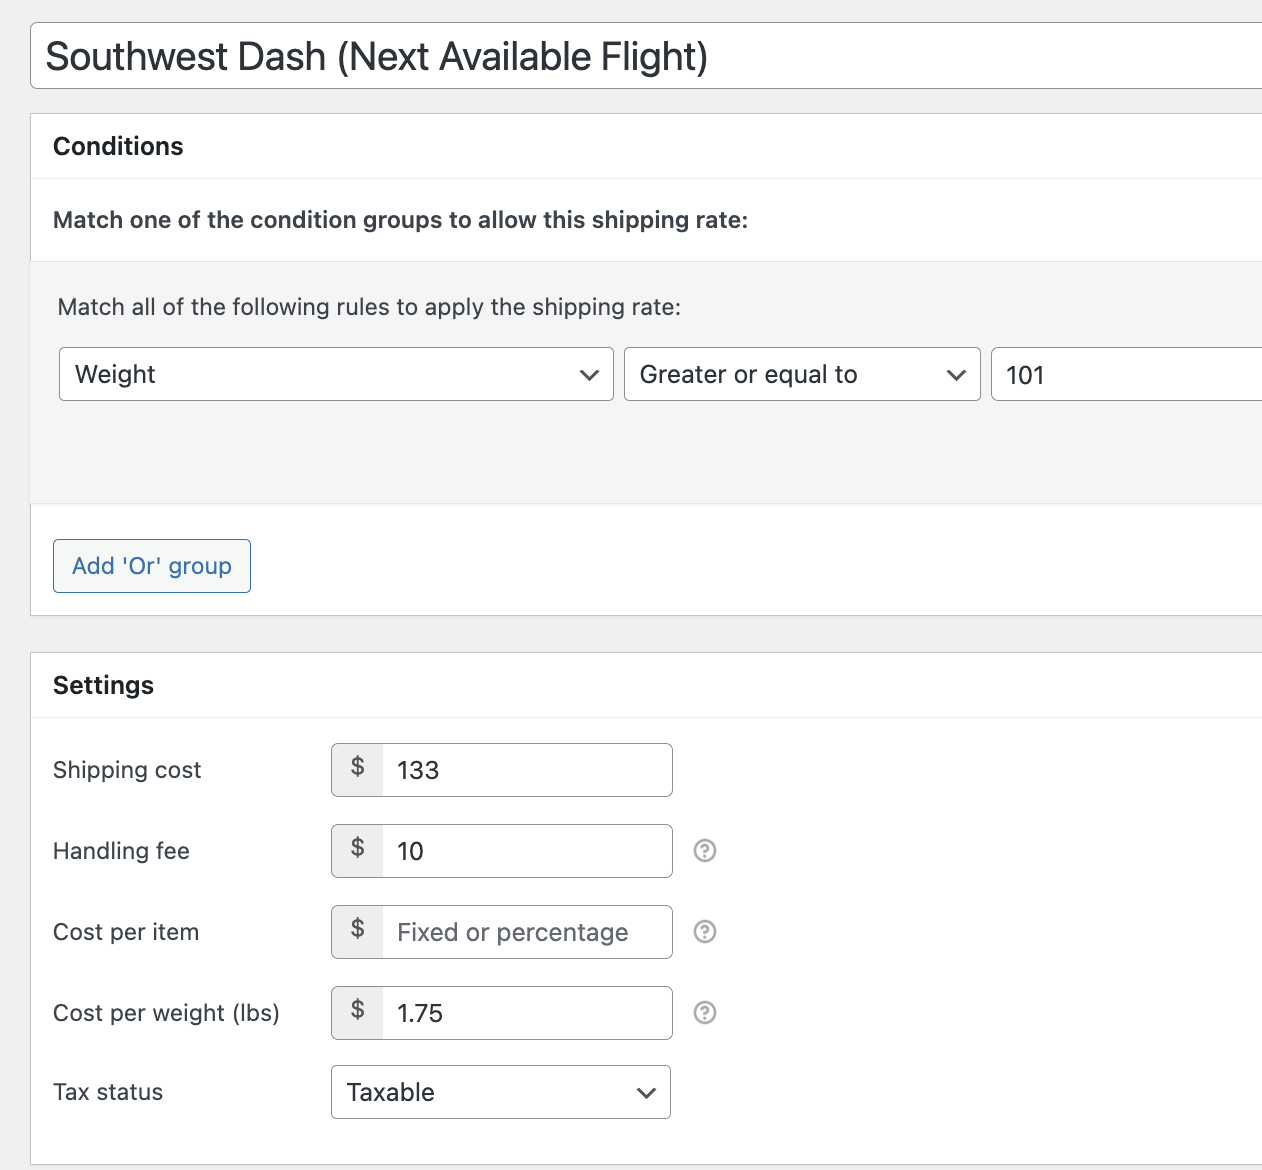 Southwest Dash (Next Available Flight)
Conditions
Match one of the condition groups to allow this shipping rate:
Match all of the following rules to apply the shipping rate:
Weight Greater or equal to 101
Add 'Or' group
Settings
Shipping cost $ 133
Handling fee $ 10 ?
Cost per item $ Fixed or percentage ?
Cost per weight (lbs) $ 1.75 ?
Tax status Taxable